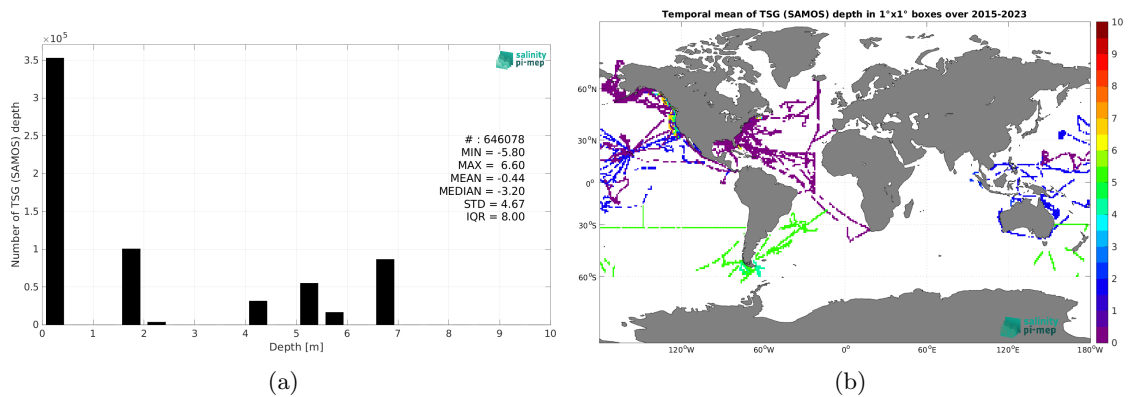 ×10⁵
3.5
3
2.5
2
1.5
1
0.5
0
0 1 2 3 4 5 6 7 8 9 10
Number of TSG (SAMOS) depth
Depth [m]
salinity
pi-mep
# : 646078
MIN = -5.80
MAX = 6.60
MEAN = -0.44
MEDIAN = -3.20
STD = 4.67
IQR = 8.00
(a)
Temporal mean of TSG (SAMOS) depth in 1°x1° boxes over 2015-2023
60°N
30°N
0°
30°S
60°S
120°W 60°W 0° 60°E 120°E 180°W
salinity
pi-mep
10
9
8
7
6
5
4
3
2
1
0
(b)